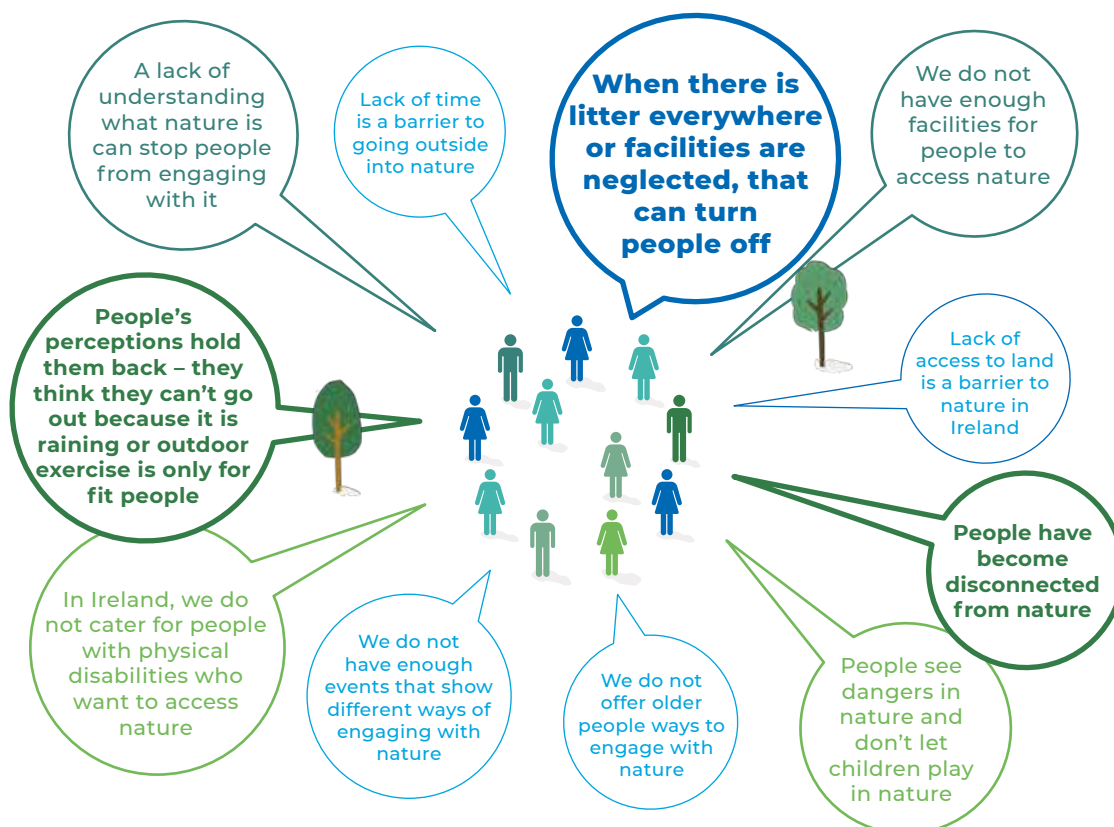 A lack of
understanding
what nature is
can stop people
from engaging
with it
Lack of time
is a barrier to
going outside
into nature
When there is
litter everywhere
or facilities are
neglected, that
can turn
people off
We do not
have enough
facilities for
people to
access nature
People’s
perceptions hold
them back – they
think they can’t go
out because it is
raining or outdoor
exercise is only for
fit people
Lack of
access to land
is a barrier to
nature in
Ireland
People have
become
disconnected
from nature
In Ireland, we do
not cater for people
with physical
disabilities who
want to access
nature
We do not
have enough
events that show
different ways of
engaging with
nature
We do not
offer older
people ways to
engage with
nature
People see
dangers in
nature and
don’t let
children play
in nature